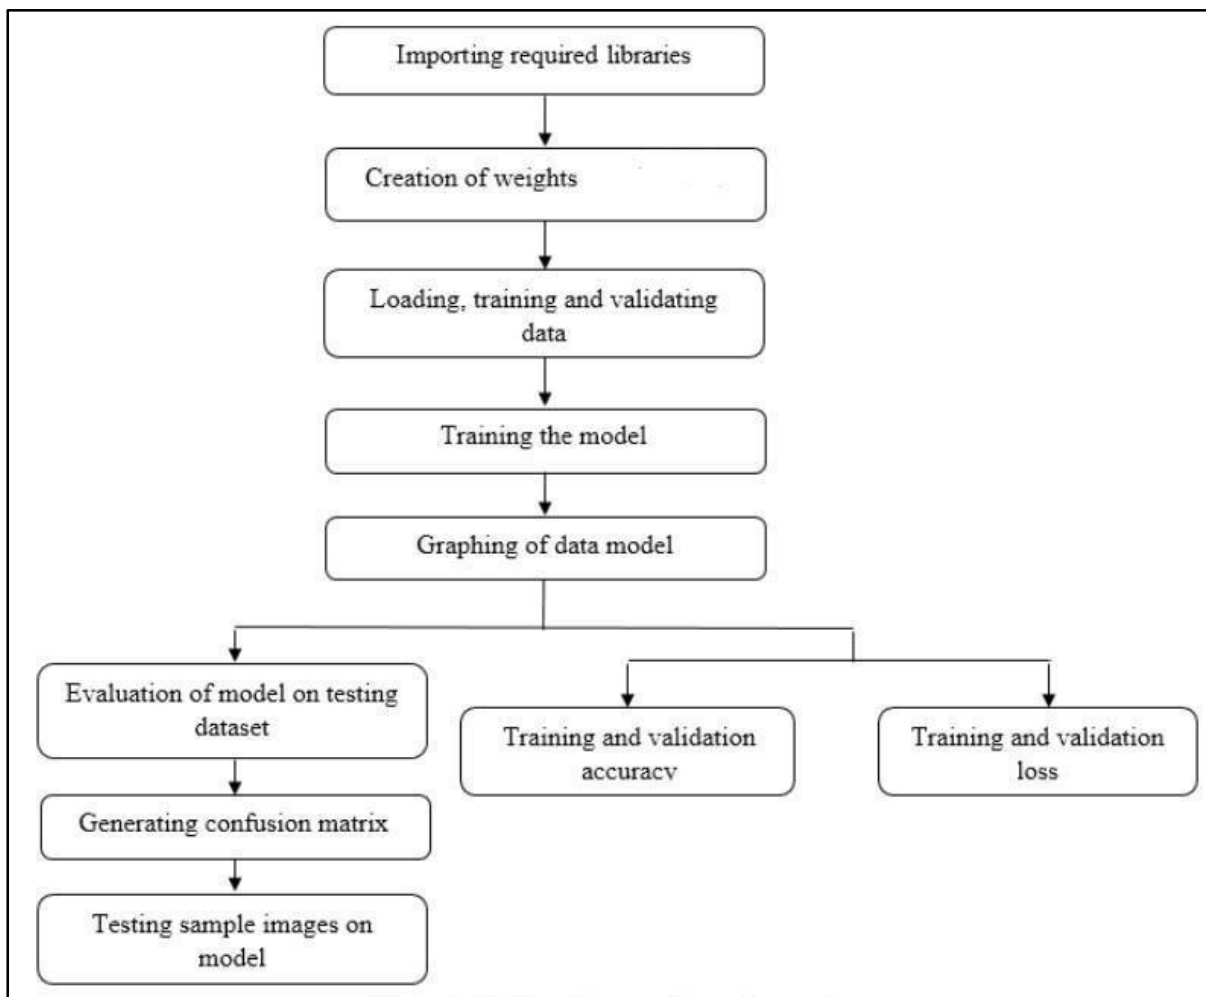 Importing required libraries
Creation of weights
Loading, training and validating
data
Training the model
Graphing of data model
Evaluation of model on testing
dataset
Training and validation
accuracy
Training and validation
loss
Generating confusion matrix
Testing sample images on
model